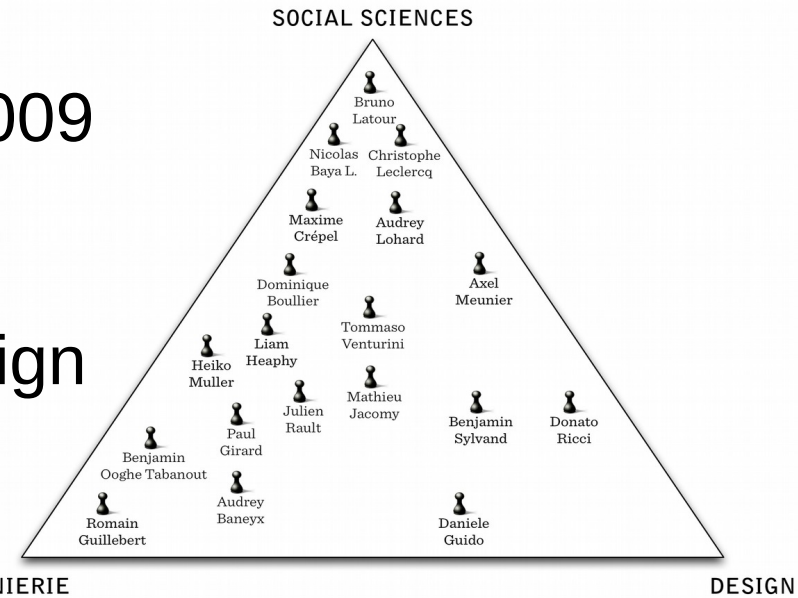 SOCIAL SCIENCES
009
Bruno
Latour
Nicolas
Baya L.
Christophe
Leclercq
Maxime
Crépel
Audrey
Lohard
Dominique
Boullier
Axel
Meunier
Tommaso
Venturini
Liam
Heaphy
Heiko
Muller
ign
Mathieu
Jacomy
Julien
Rault
Paul
Girard
Benjamin
Sylvand
Donato
Ricci
Benjamin
Ooghe Tabanout
Audrey
Baneyx
Romain
Guillebert
Daniele
Guido
NIERIE
DESIGN